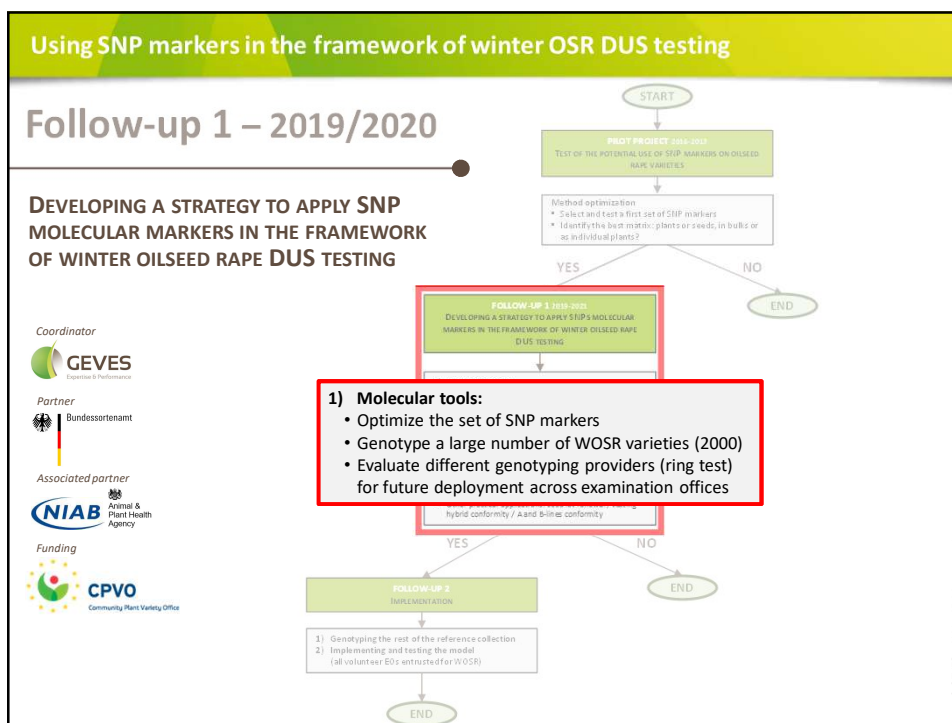 Using SNP markers in the framework of winter OSR DUS testing
Follow-up 1 – 2019/2020
DEVELOPING A STRATEGY TO APPLY SNP
MOLECULAR MARKERS IN THE FRAMEWORK
OF WINTER OILSEED RAPE DUS TESTING
Coordinator
GEVES
Expertise & Performance
Partner
Bundessortenamt
Associated partner
NIAB
Animal &
Plant Health
Agency
Funding
CPVO
Community Plant Variety Office
START
PILOT PROJECT
TEST OF THE POTENTIAL USE OF SNP MARKERS ON OILSEED
RAPE VARIETIES
Method optimization
▪ Select and test a first set of SNP markers
▪ Identify the best matrix: plants or seeds, in bulks or
as individual plants?
YES
NO
END
FOLLOW-UP 1 2019-2021
DEVELOPING A STRATEGY TO APPLY SNPS MOLECULAR
MARKERS IN THE FRAMEWORK OF WINTER OILSEED RAPE
DUS TESTING
1) Molecular tools:
• Optimize the set of SNP markers
• Genotype a large number of WOSR varieties (2000)
• Evaluate different genotyping providers (ring test)
for future deployment across examination offices
hybrid conformity / A and B-lines conformity
YES
NO
END
FOLLOW-UP 2
IMPLEMENTATION
1) Genotyping the rest of the reference collection
2) Implementing and testing the model
(all volunteer EOs entrusted for WOSR)
END